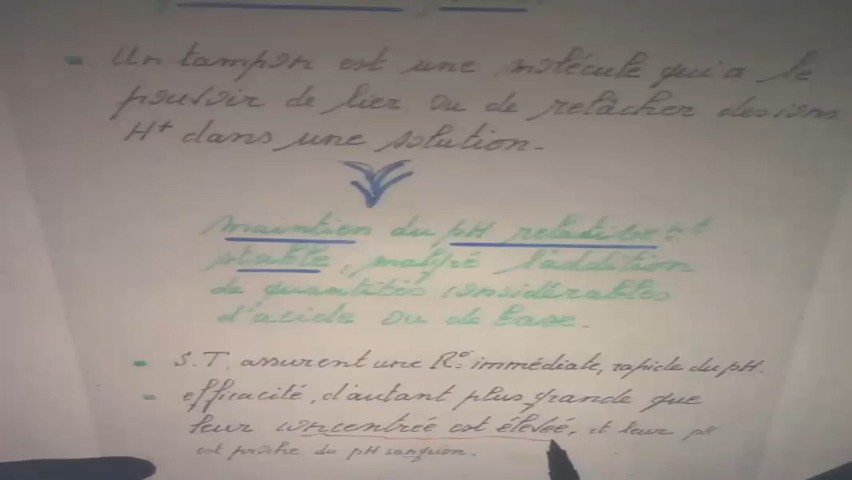 Un tampon est une molécule qui a le
pouvoir de lier ou de relâcher des ions
H+ dans une solution.
maintien du pH relativemnt
stable, malgré l'addition
de quantités considérables
d'acide ou de base.
S.T. assurent une R° immédiate, rapide du pH.
efficacité, d'autant plus grande que
leur concentrée est élevée, et leur pH
est proche du pH sanguin.